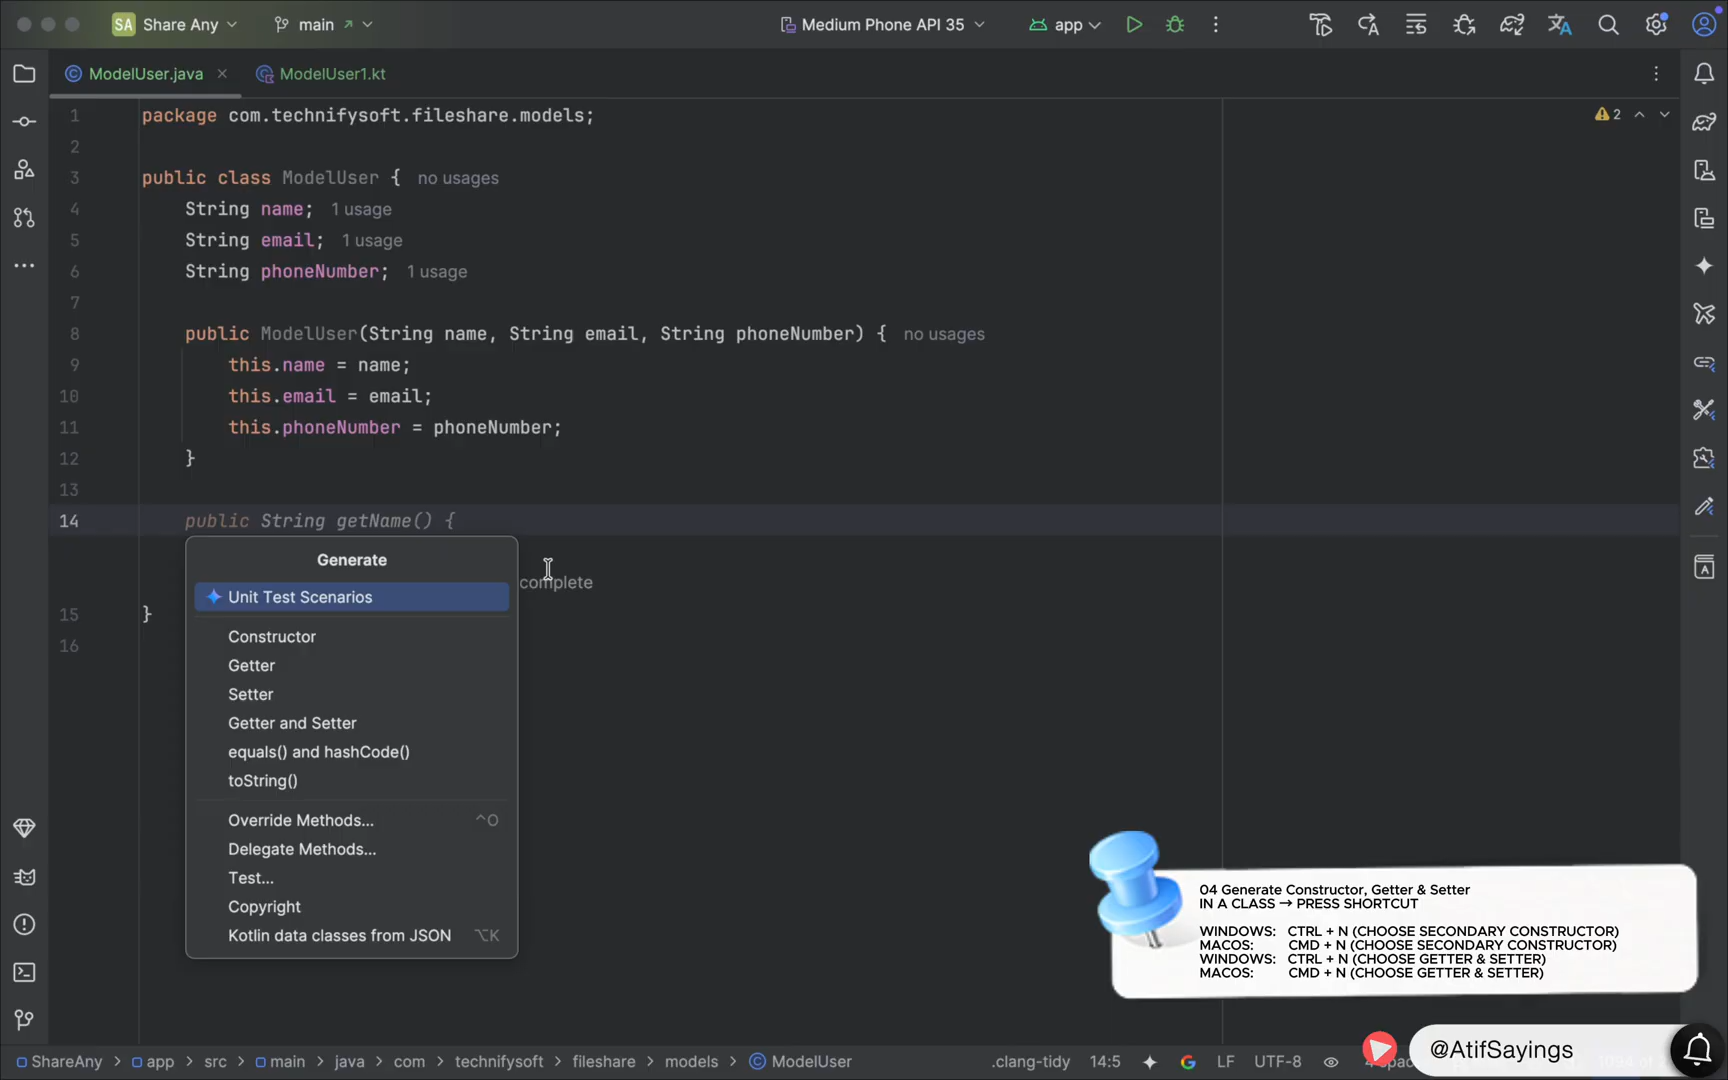 SA Share Any main Medium Phone API 35 app
ModelUser.java ModelUser1.kt
1 package com.technifysoft.fileshare.models; 2
2
3 public class ModelUser { no usages
4 String name; 1 usage
5 String email; 1 usage
6 String phoneNumber; 1 usage
7
8 public ModelUser(String name, String email, String phoneNumber) { no usages
9 this.name = name;
10 this.email = email;
11 this.phoneNumber = phoneNumber;
12 }
13
14 public String getName() {
Generate
complete
Unit Test Scenarios
15 }
16
Constructor
Getter
Setter
Getter and Setter
equals() and hashCode()
toString()
Override Methods... ^O
Delegate Methods...
Test...
Copyright
Kotlin data classes from JSON ⌥K
04 Generate Constructor, Getter & Setter
IN A CLASS → PRESS SHORTCUT
WINDOWS: CTRL + N (CHOOSE SECONDARY CONSTRUCTOR)
MACOS: CMD + N (CHOOSE SECONDARY CONSTRUCTOR)
WINDOWS: CTRL + N (CHOOSE GETTER & SETTER)
MACOS: CMD + N (CHOOSE GETTER & SETTER)
@AtifSayings
ShareAny > app > src > main > java > com > technifysoft > fileshare > models > ModelUser .clang-tidy 14:5 LF UTF-8